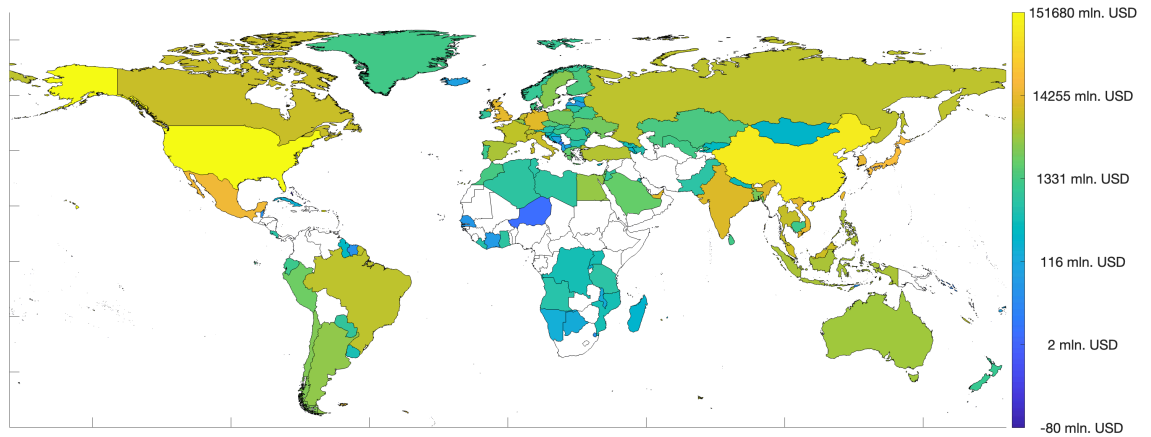 151680 mln. USD
14255 mln. USD
1331 mln. USD
116 mln. USD
2 mln. USD
-80 mln. USD